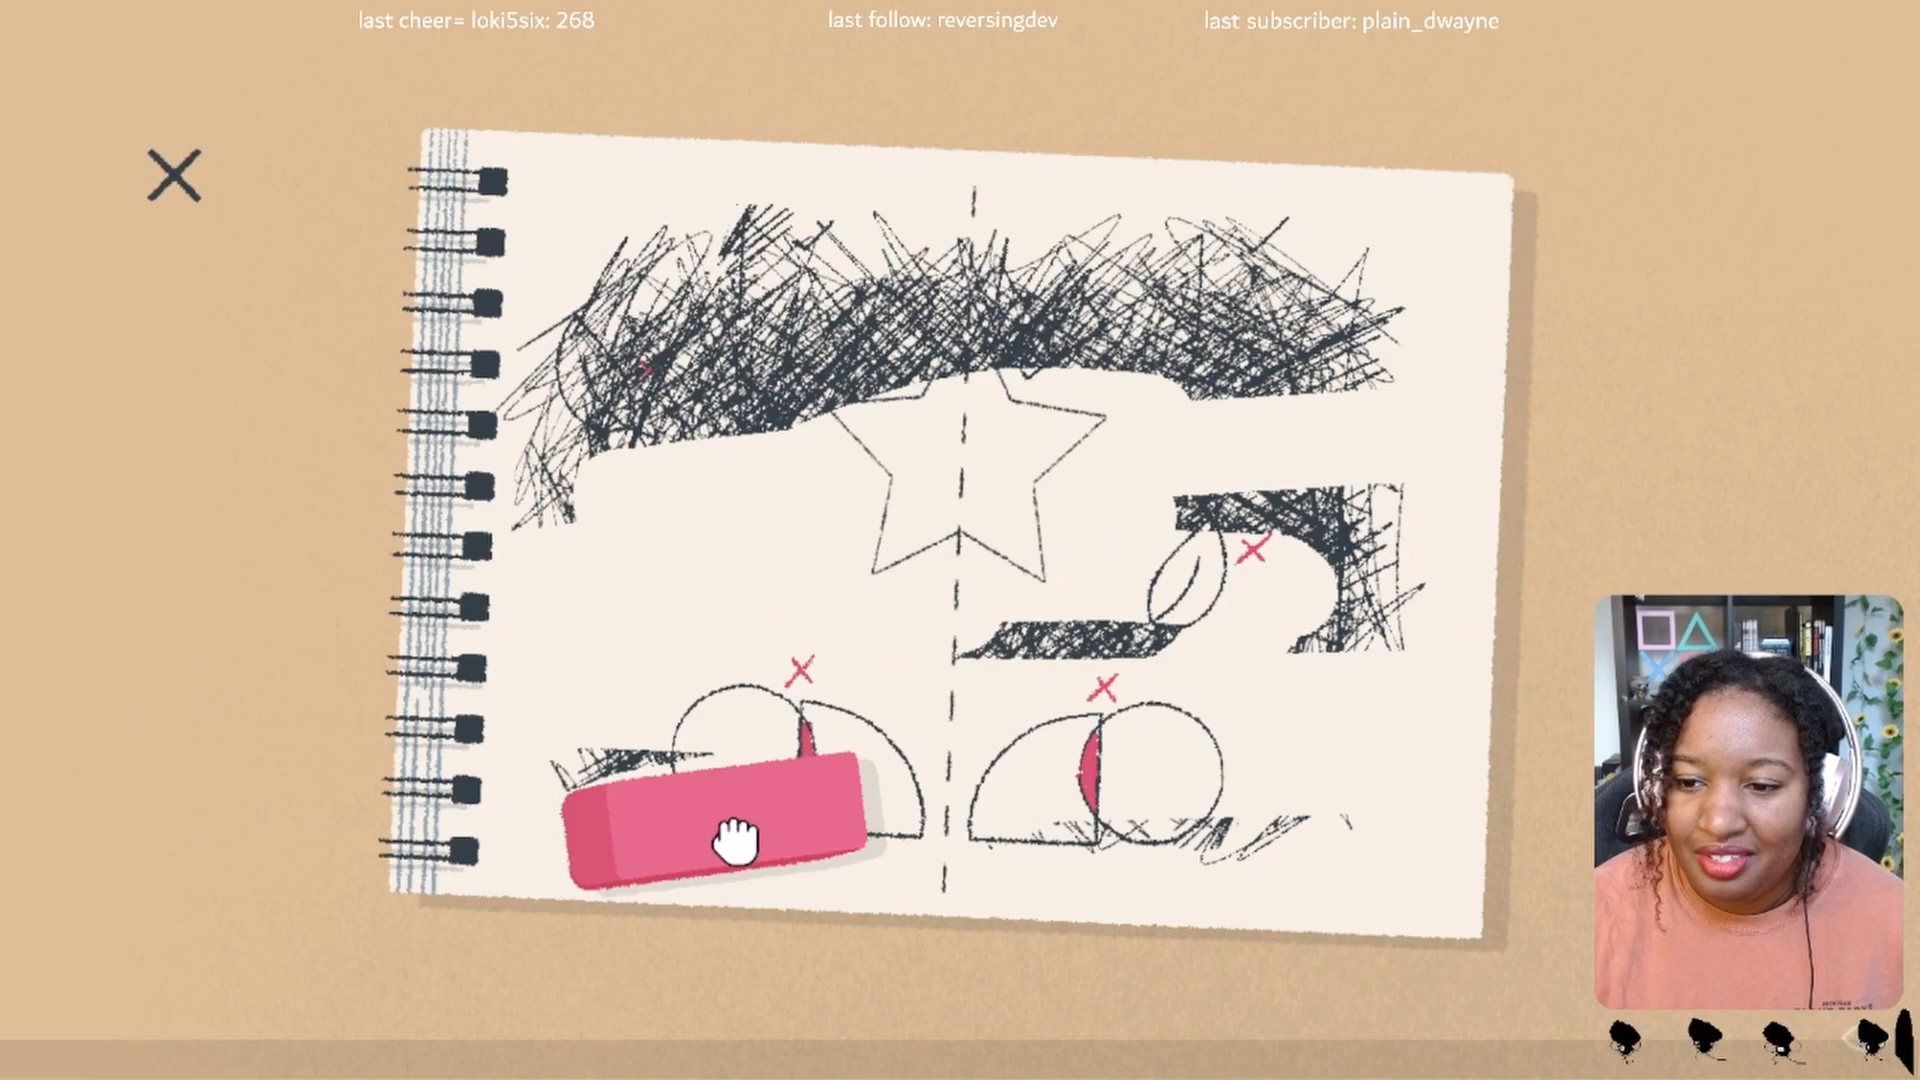 last cheer= loki5six: 268
last follow: reversingdev
last subscriber: plain_dwayne